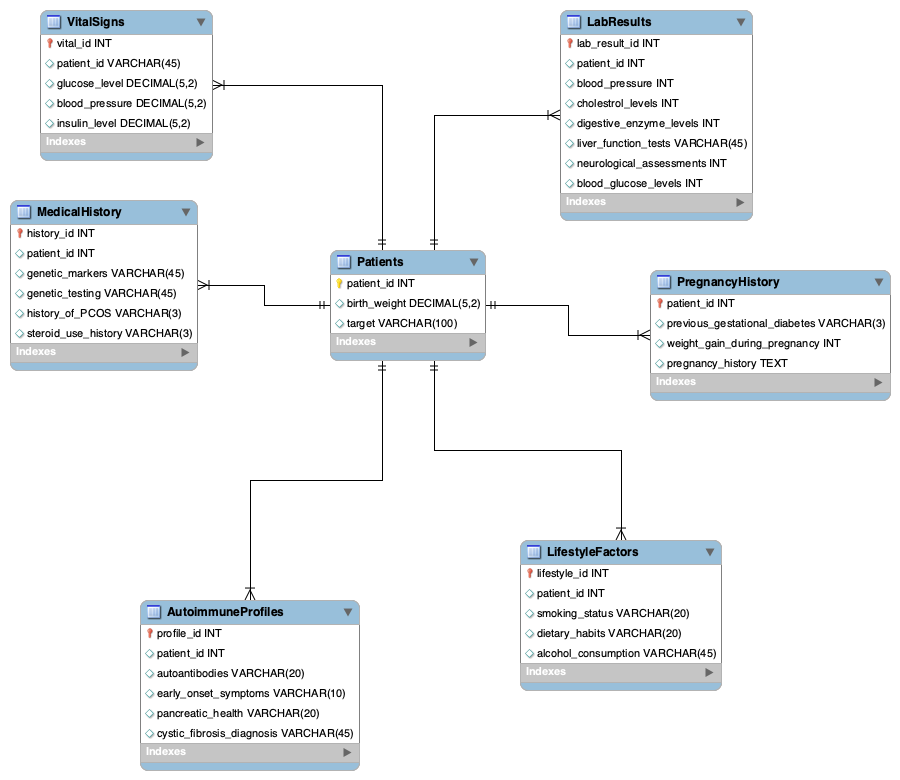 VitalSigns
vital_id INT
patient_id VARCHAR(45)
glucose_level DECIMAL(5,2)
blood_pressure DECIMAL(5,2)
insulin_level DECIMAL(5,2)
Indexes
LabResults
lab_result_id INT
patient_id INT
blood_pressure INT
cholestrol_levels INT
digestive_enzyme_levels INT
liver_function_tests VARCHAR(45)
neurological_assessments INT
blood_glucose_levels INT
Indexes
MedicalHistory
history_id INT
patient_id INT
genetic_markers VARCHAR(45)
genetic_testing VARCHAR(45)
history_of_PCOS VARCHAR(3)
steroid_use_history VARCHAR(3)
Indexes
Patients
patient_id INT
birth_weight DECIMAL(5,2)
target VARCHAR(100)
Indexes
PregnancyHistory
patient_id INT
previous_gestational_diabetes VARCHAR(3)
weight_gain_during_pregnancy INT
pregnancy_history TEXT
Indexes
AutoimmuneProfiles
profile_id INT
patient_id INT
autoantibodies VARCHAR(20)
early_onset_symptoms VARCHAR(10)
pancreatic_health VARCHAR(20)
cystic_fibrosis_diagnosis VARCHAR(45)
Indexes
LifestyleFactors
lifestyle_id INT
patient_id INT
smoking_status VARCHAR(20)
dietary_habits VARCHAR(20)
alcohol_consumption VARCHAR(45)
Indexes